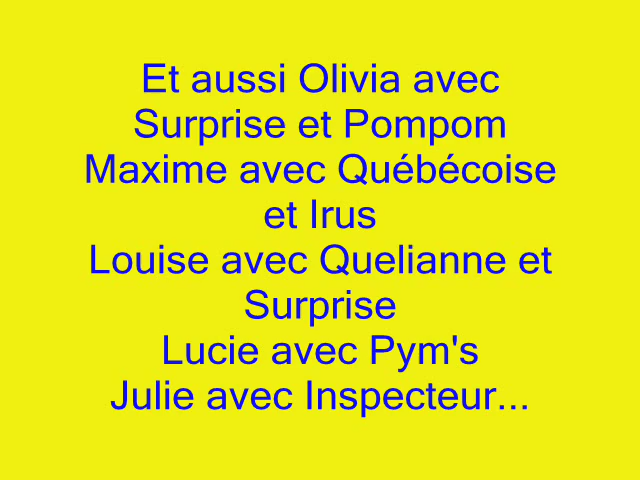 Et aussi Olivia avec
Surprise et Pompom
Maxime avec Québécoise
et Irus
Louise avec Quelianne et
Surprise
Lucie avec Pym's
Julie avec Inspecteur...